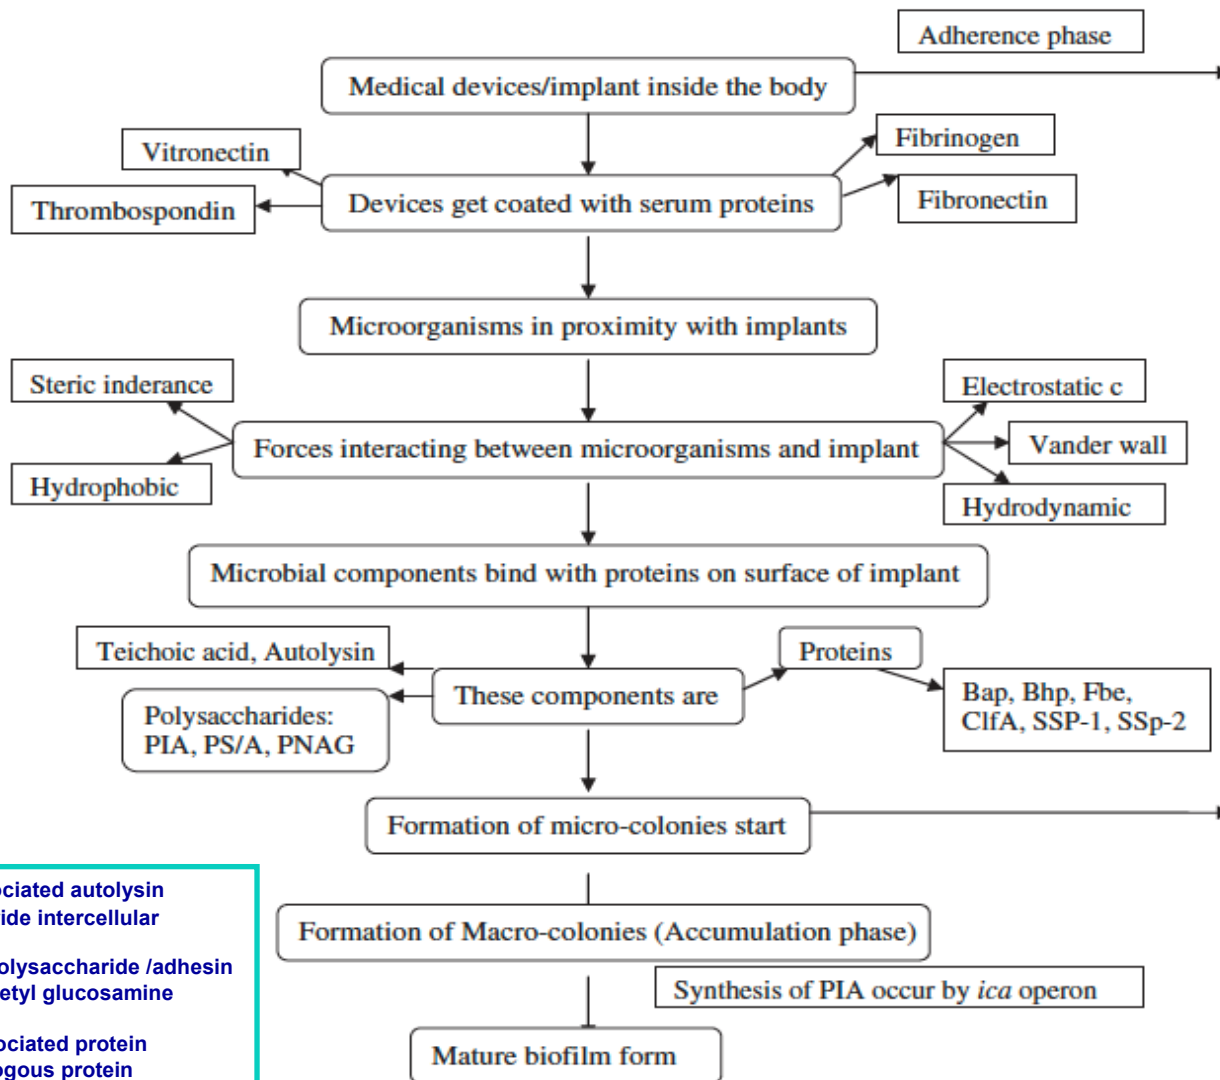 Adherence phase
Medical devices/implant inside the body
Vitronectin
Fibrinogen
Thrombospondin
Devices get coated with serum proteins
Fibronectin
Microorganisms in proximity with implants
Steric inderance
Electrostatic c
Forces interacting between microorganisms and implant
Vander wall
Hydrophobic
Hydrodynamic
Microbial components bind with proteins on surface of implant
Teichoic acid, Autolysin
Proteins
These components are
Polysaccharides:
PIA, PS/A, PNAG
Bap, Bhp, Fbe,
ClfA, SSP-1, SSp-2
Formation of micro-colonies start
ociated autolysin
ide intercellular
olysaccharide /adhesin
etyl glucosamine
ociated protein
ogous protein
Formation of Macro-colonies (Accumulation phase)
Synthesis of PIA occur by ica operon
Mature biofilm form